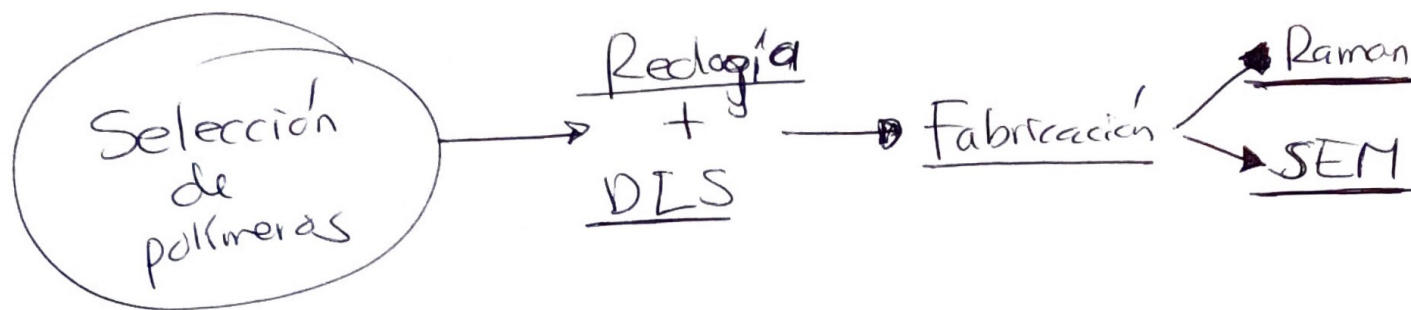 Selección
de
polímeros
Reología
+
DLS
Fabricación
Raman
SEM